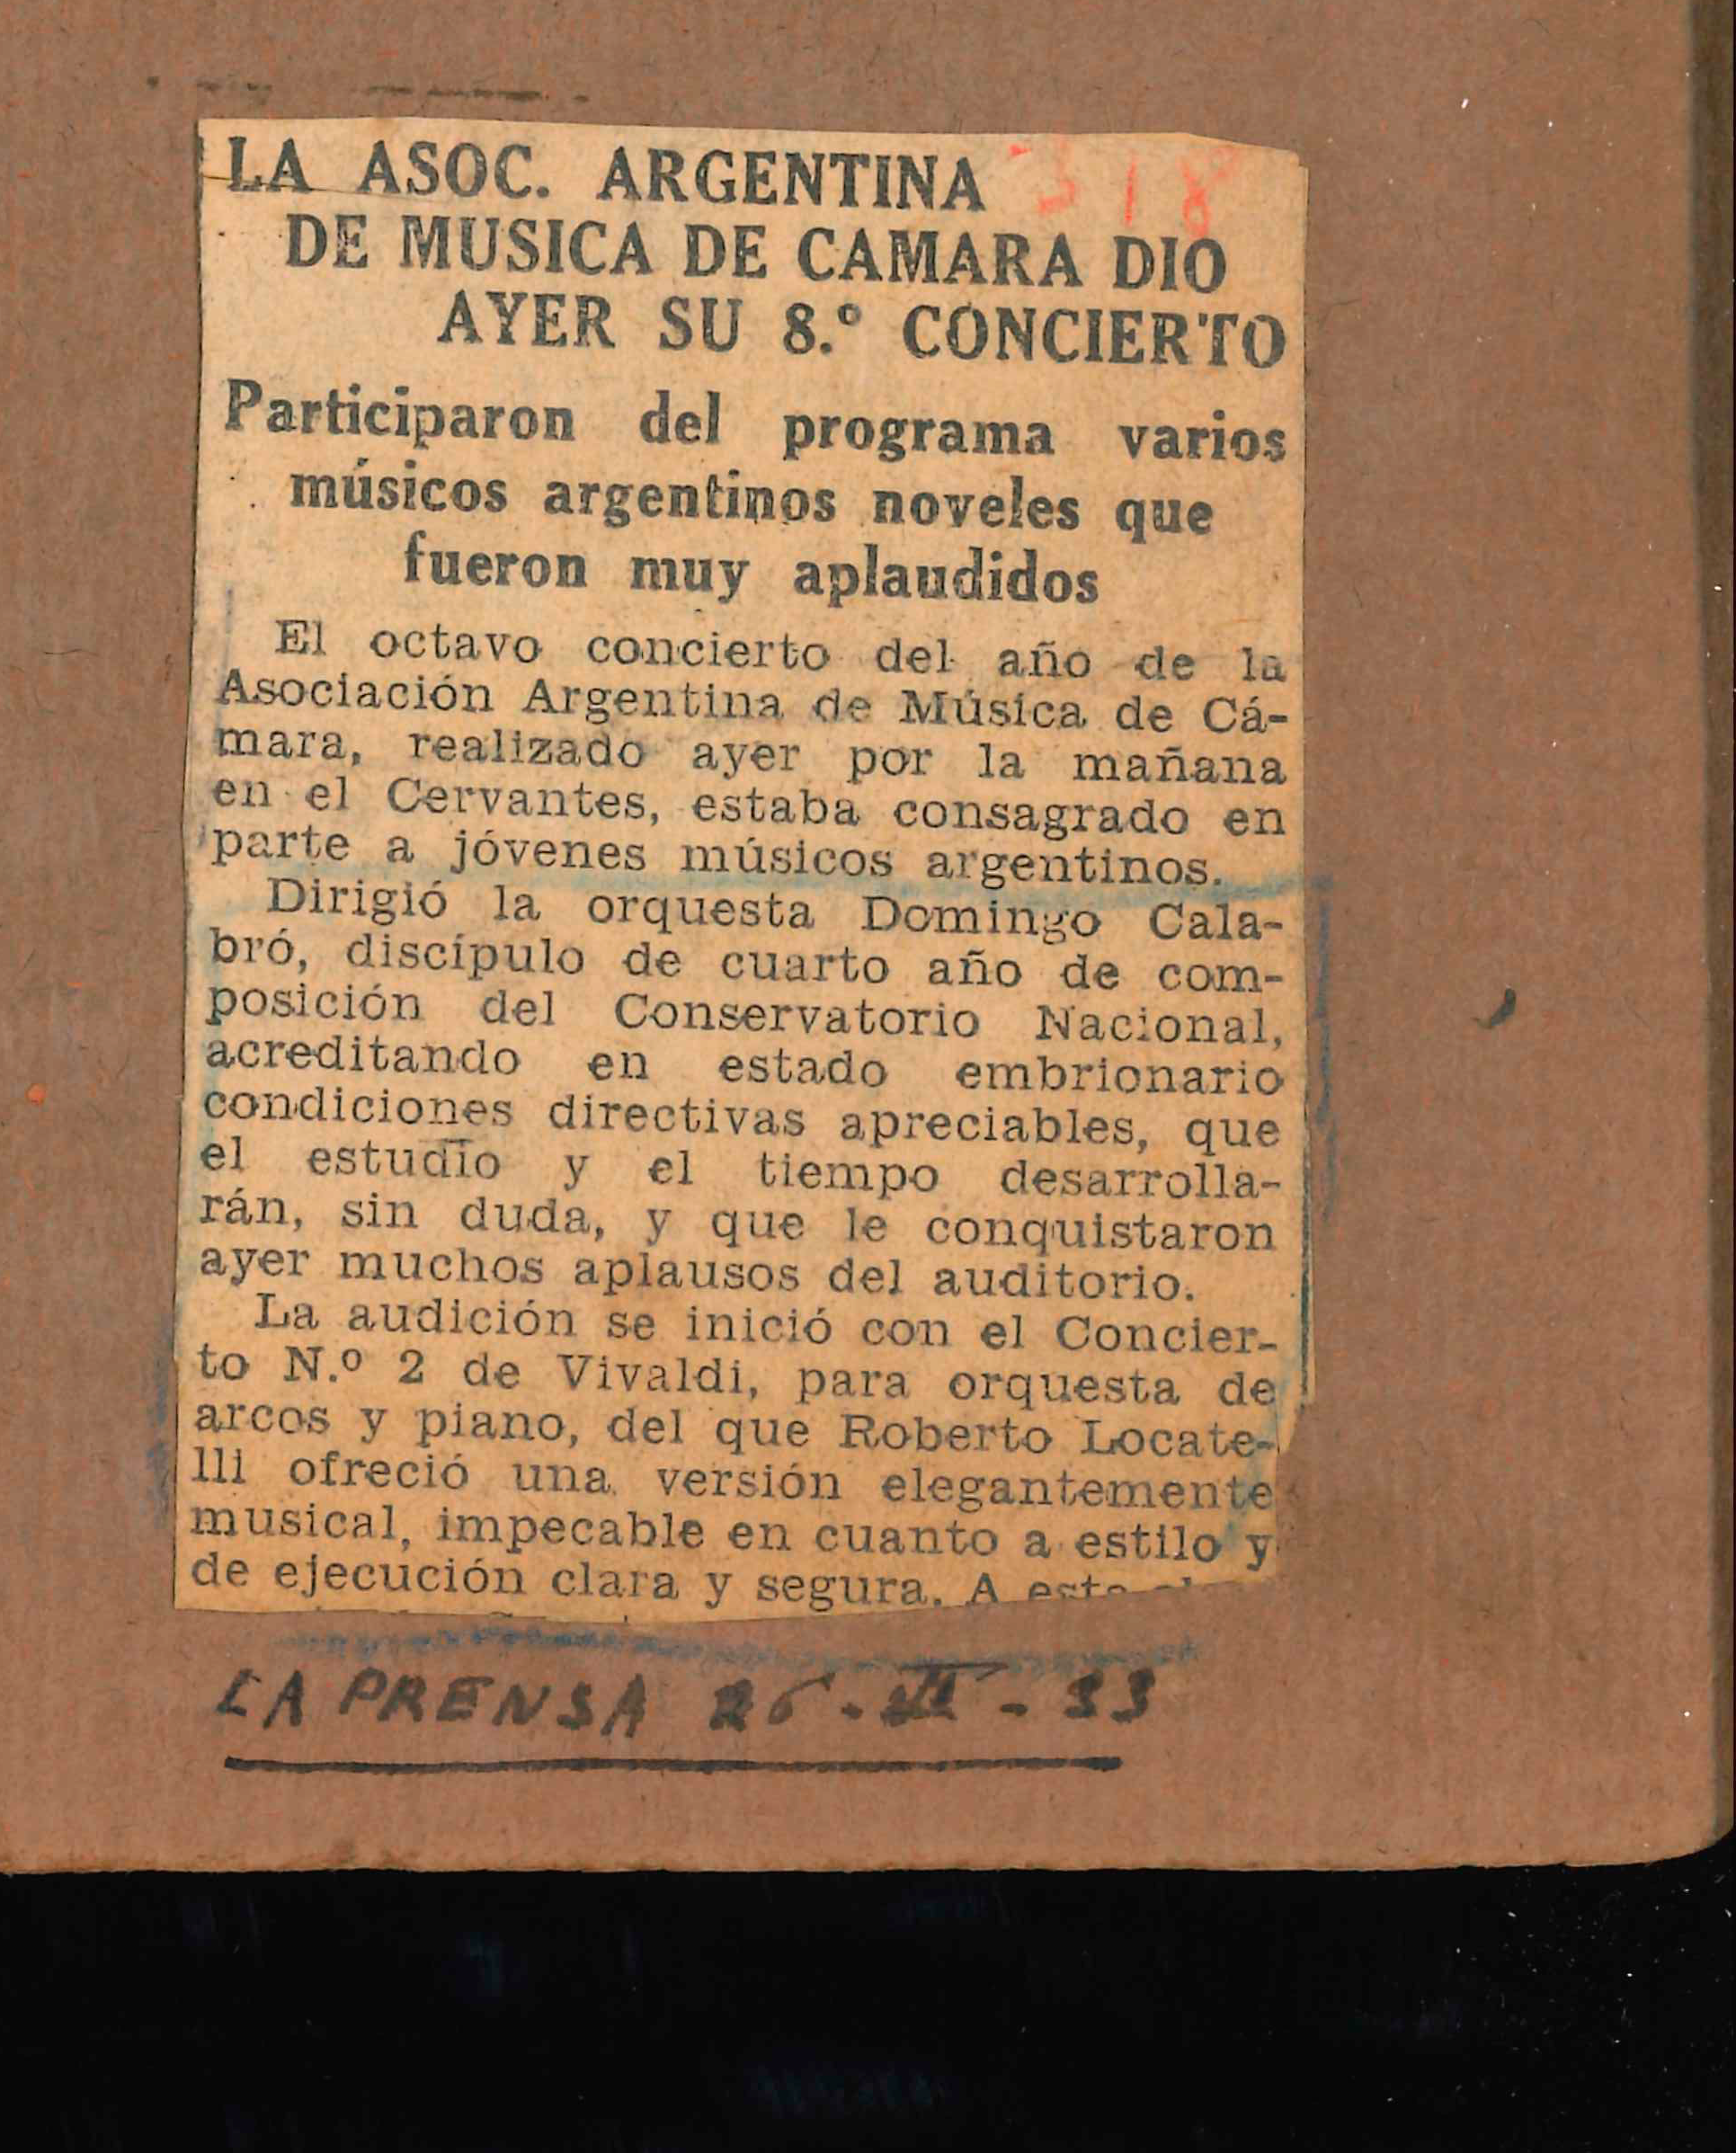 LA ASOC. ARGENTINA 318
DE MUSICA DE CAMARA DIO
AYER SU 8.º CONCIERTO
Participaron del programa varios
músicos argentinos noveles que
fueron muy aplaudidos
El octavo concierto del año de la
Asociación Argentina de Música de Cá-
mara, realizado ayer por la mañana
en el Cervantes, estaba consagrado en
parte a jóvenes músicos argentinos.
Dirigió la orquesta Domingo Cala-
bró, discípulo de cuarto año de com-
posición del Conservatorio Nacional,
acreditando en estado embrionario
condiciones directivas apreciables, que
el estudio y el tiempo desarrolla-
rán, sin duda, y que le conquistaron
ayer muchos aplausos del auditorio.
La audición se inició con el Concier-
to N.º 2 de Vivaldi, para orquesta de
arcos y piano, del que Roberto Locate-
lli ofreció una versión elegantemente
musical, impecable en cuanto a estilo y
de ejecución clara y segura. A
LA PRENSA